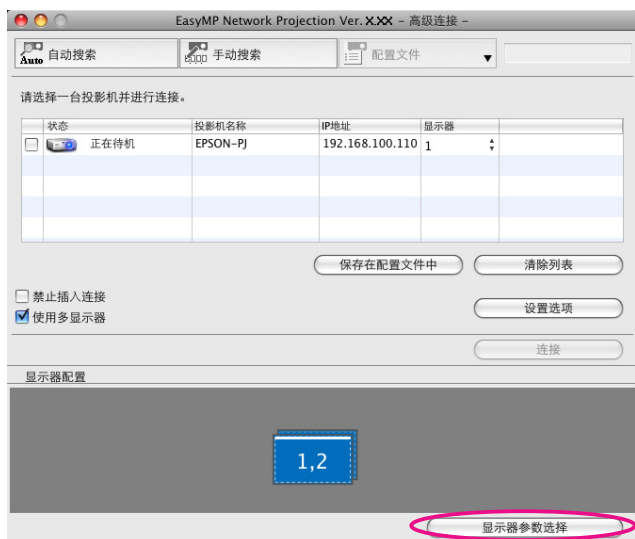 EasyMP Network Projection Ver. X.XX – 高级连接 –
Auto 自动搜索 手动搜索 配置文件
请选择一台投影机并进行连接。
状态 投影机名称 IP地址 显示器
正在待机 EPSON-PJ 192.168.100.110 1
保存在配置文件中 清除列表
禁止插入连接
设置选项
使用多显示器
连接
显示器配置
1,2
显示器参数选择